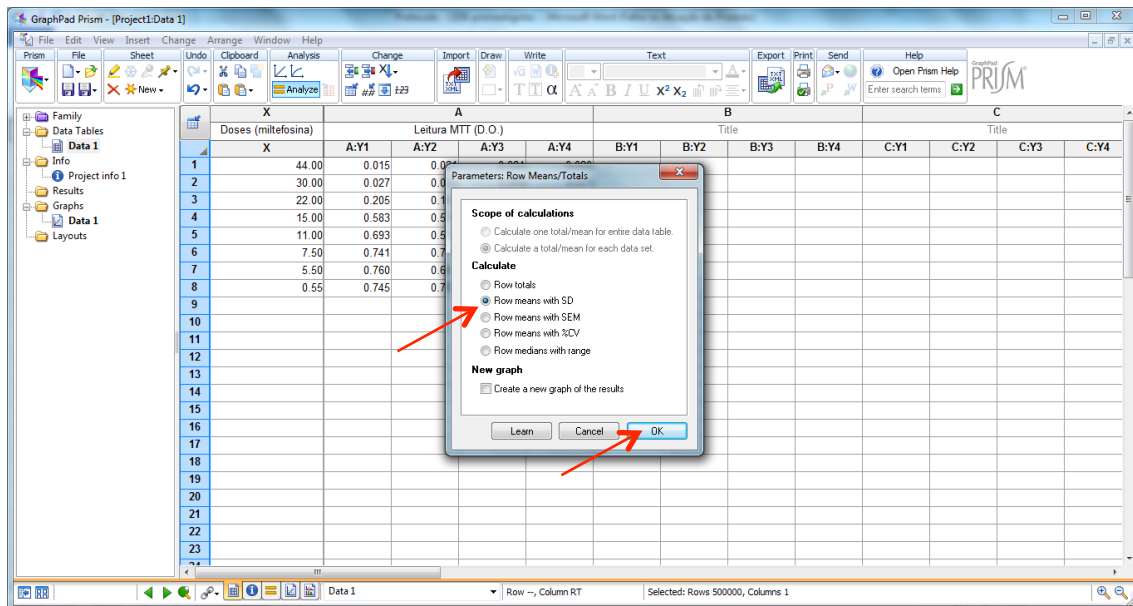 GraphPad Prism - [Project1:Data 1]
File Edit View Insert Change Arrange Window Help
Prism File Sheet Undo Clipboard Analysis Change Import Draw Write Text Export Print Send Help
New Analyze Open Prism Help
Enter search terms
GraphPad PRISM
Family
Data Tables
Data 1
Info
Project info 1
Results
Graphs
Data 1
Layouts
X A B C
Doses (miltefosina) Leitura MTT (D.O.) Title Title
X A:Y1 A:Y2 A:Y3 A:Y4 B:Y1 B:Y2 B:Y3 B:Y4 C:Y1 C:Y2 C:Y3 C:Y4
1 44.00 0.015
2 30.00 0.027
3 22.00 0.205
4 15.00 0.583
5 11.00 0.693
6 7.50 0.741
7 5.50 0.760
8 0.55 0.745
9
10
11
12
13
14
15
16
17
18
19
20
21
22
23
Parameters: Row Means/Totals
Scope of calculations
Calculate one total/mean for entire data table.
Calculate a total/mean for each data set.
Calculate
Row totals
Row means with SD
Row means with SEM
Row means with %CV
Row medians with range
New graph
Create a new graph of the results
Learn Cancel OK
Data 1 Row --, Column RT Selected: Rows 500000, Columns 1